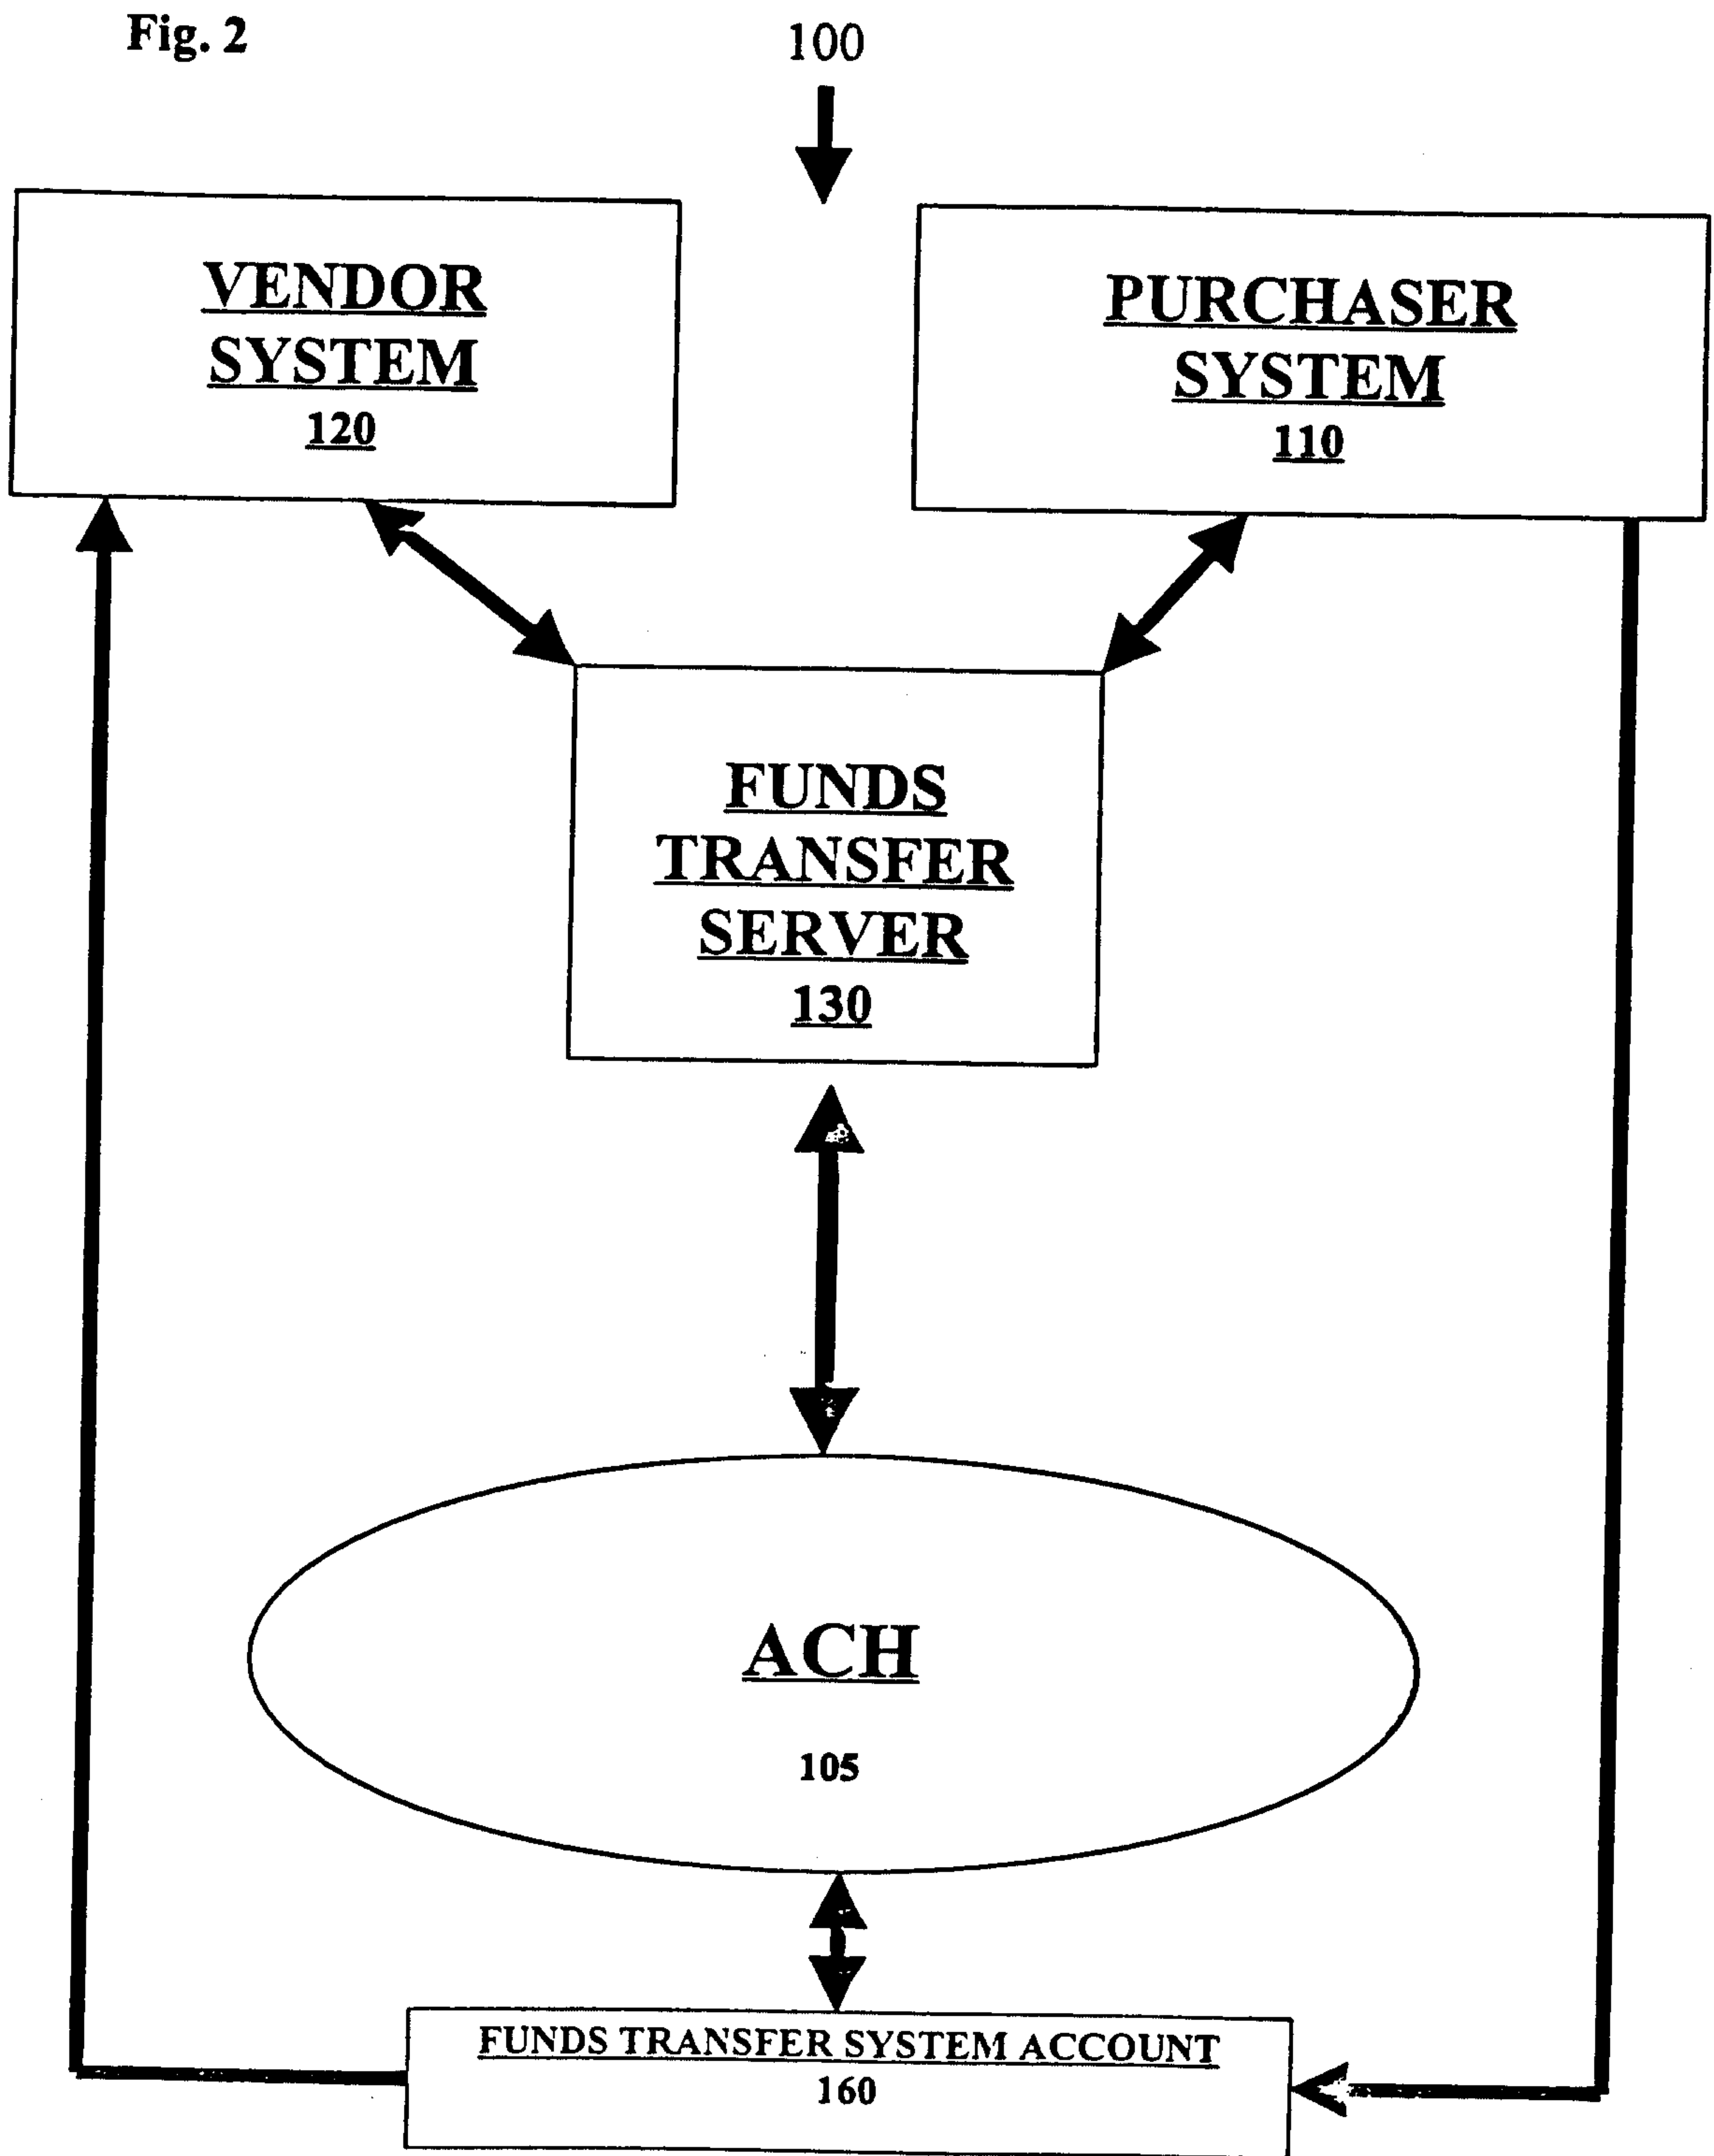 Fig. 2
100
VENDOR
SYSTEM
120
PURCHASER
SYSTEM
110
FUNDS
TRANSFER
SERVER
130
ACH
105
FUNDS TRANSFER SYSTEM ACCOUNT
160